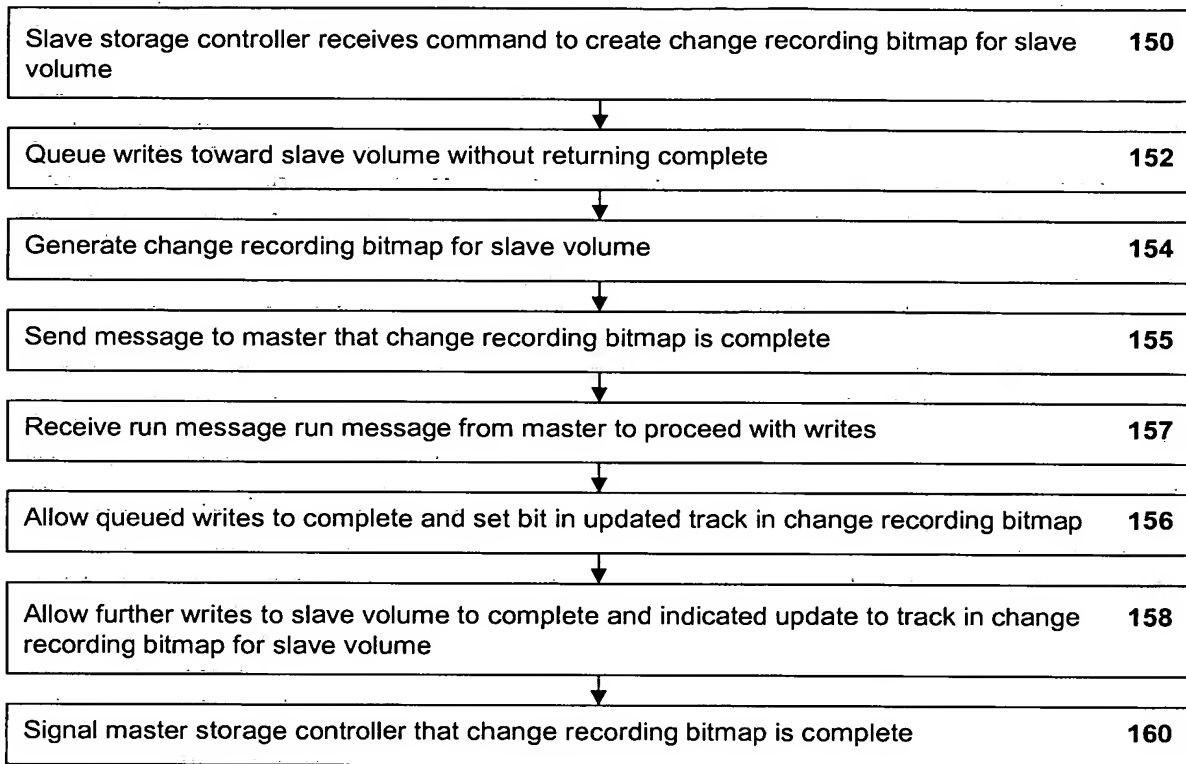 Slave storage controller receives command to create change recording bitmap for slave 150
volume
Queue writes toward slave volume without returning complete 152
Generate change recording bitmap for slave volume 154
Send message to master that change recording bitmap is complete 155
Receive run message run message from master to proceed with writes 157
Allow queued writes to complete and set bit in updated track in change recording bitmap 156
Allow further writes to slave volume to complete and indicated update to track in change 158
recording bitmap for slave volume
Signal master storage controller that change recording bitmap is complete 160